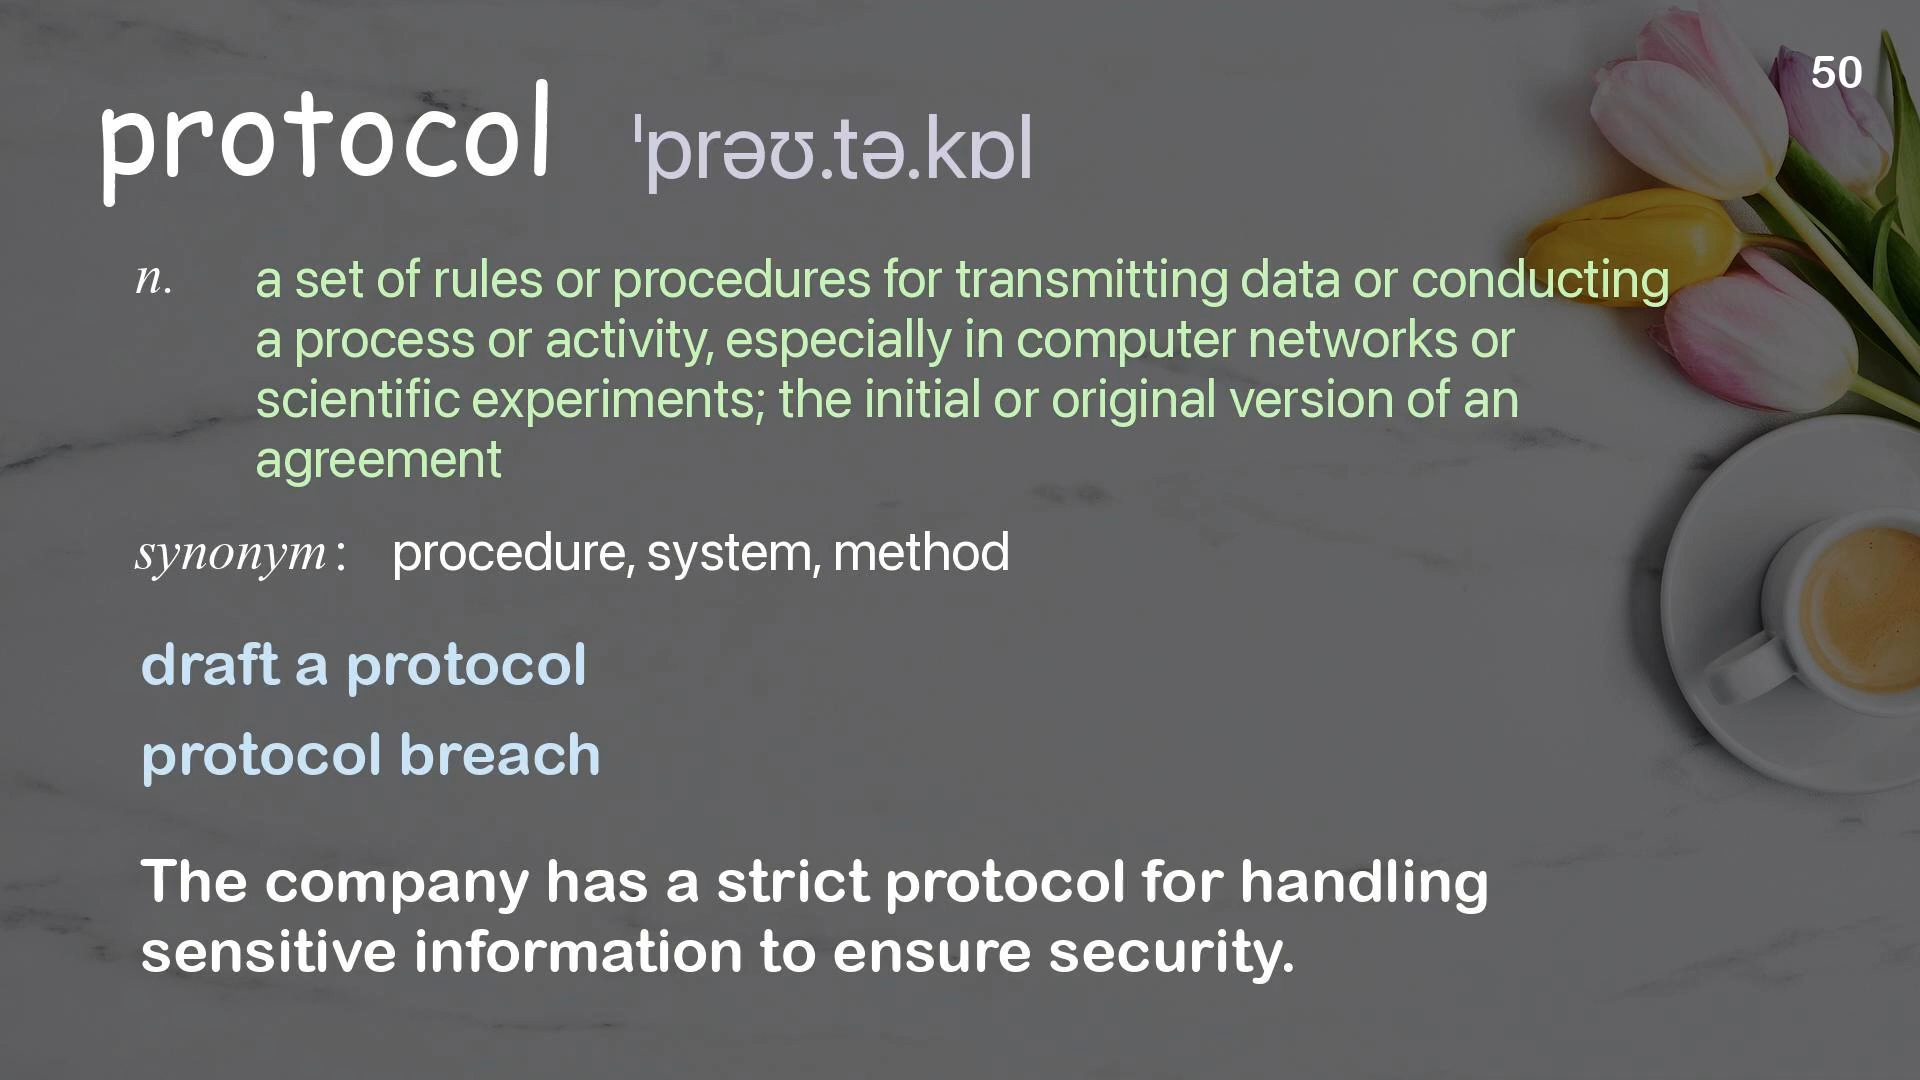 50
protocol ˈprəʊ.tə.kɒl
n. a set of rules or procedures for transmitting data or conducting
a process or activity, especially in computer networks or
scientific experiments; the initial or original version of an
agreement
synonym: procedure, system, method
draft a protocol
protocol breach
The company has a strict protocol for handling
sensitive information to ensure security.